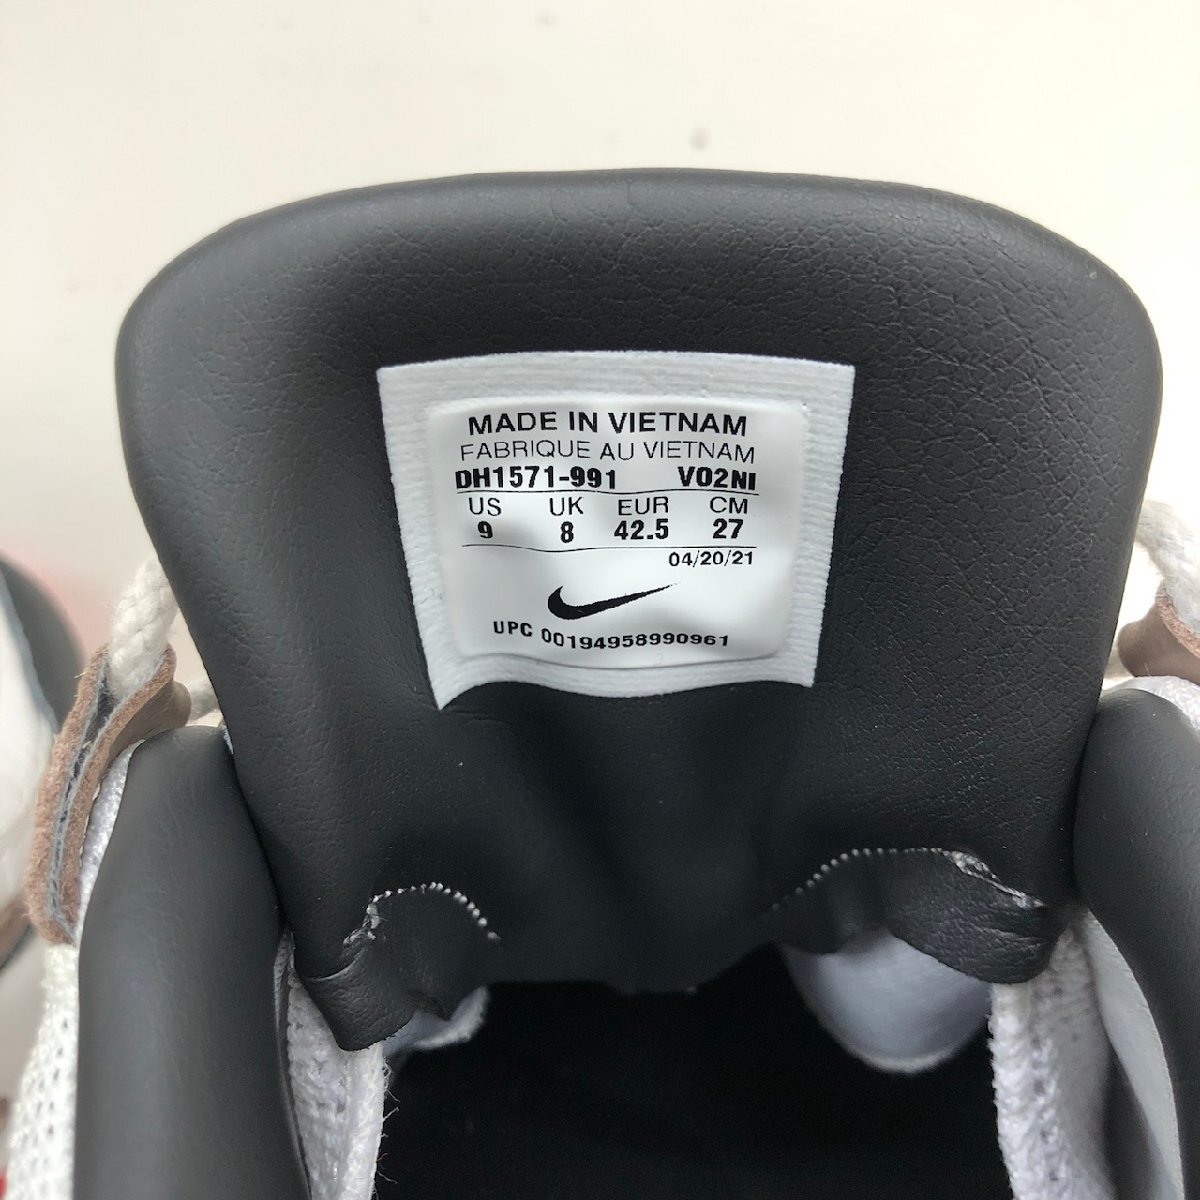 MADE IN VIETNAM
FABRIQUE AU VIETNAM
DH1571-991 VO2NI
US UK EUR CM
9 8 42.5 27
04/20/21
UPC 00194958990961